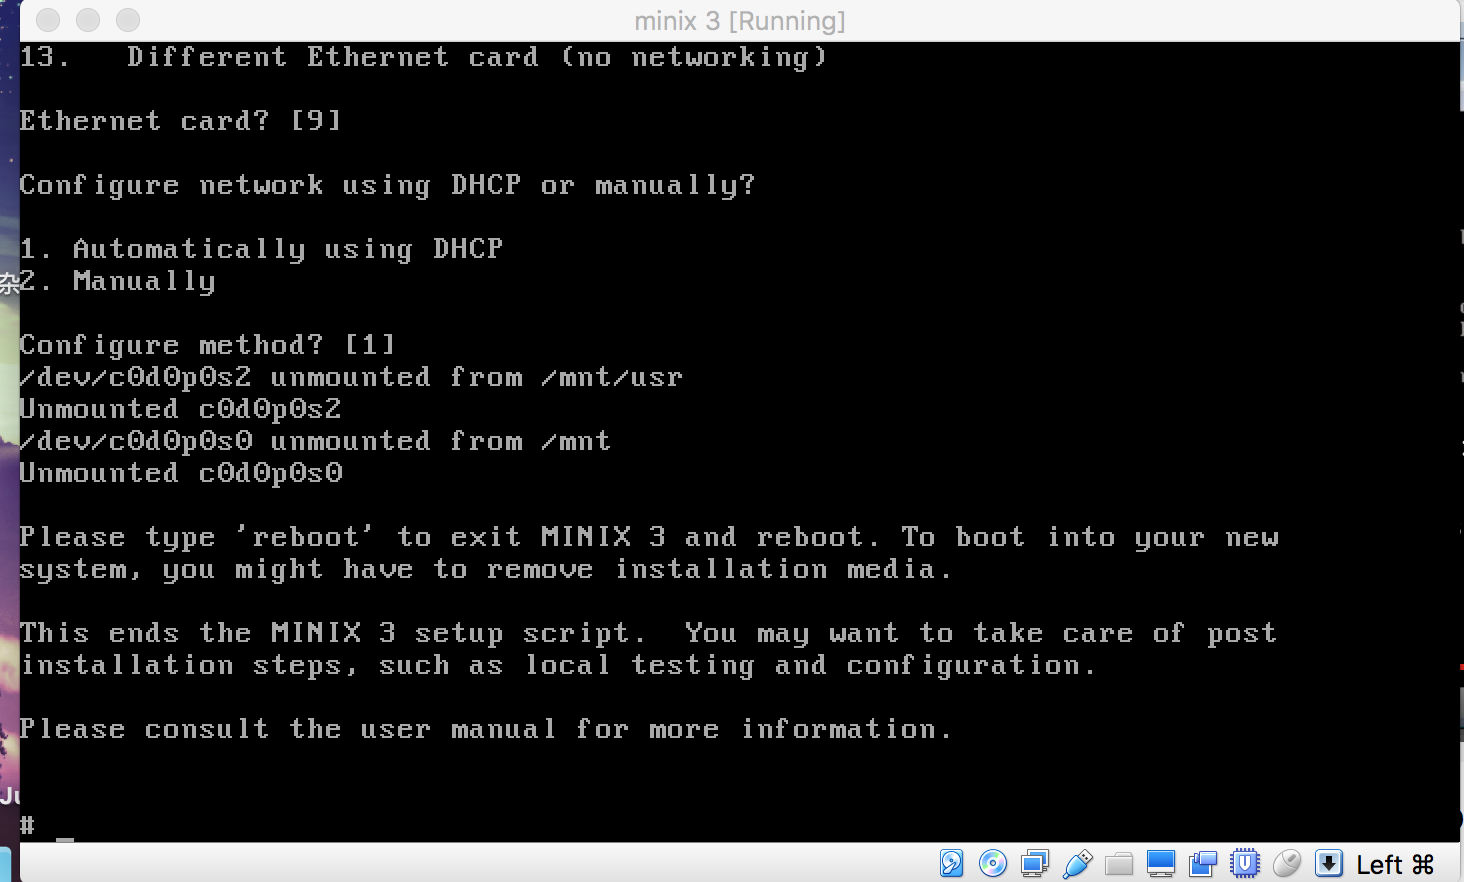 minix 3 [Running]
13.   Different Ethernet card (no networking)
Ethernet card? [9]
Configure network using DHCP or manually?
1. Automatically using DHCP
杂
2. Manually
Configure method? [1]
/dev/c0d0p0s2 unmounted from /mnt/usr
Unmounted c0d0p0s2
/dev/c0d0p0s0 unmounted from /mnt
Unmounted c0d0p0s0
Please type 'reboot' to exit MINIX 3 and reboot. To boot into your new
system, you might have to remove installation media.
This ends the MINIX 3 setup script.  You may want to take care of post
installation steps, such as local testing and configuration.
Please consult the user manual for more information.
Ju
# _
Left ⌘